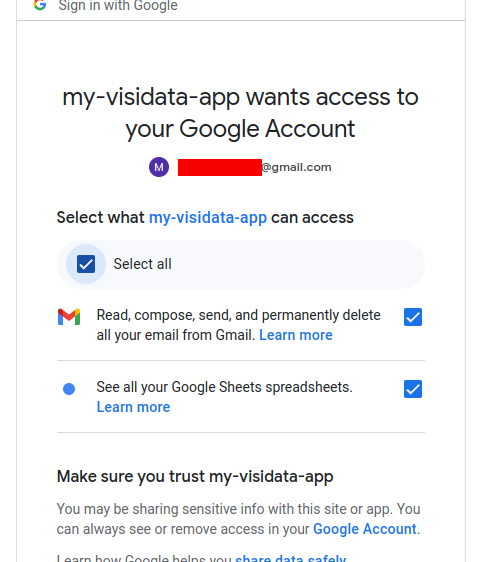 Sign in with Google
my-visidata-app wants access to
your Google Account
M
@gmail.com
Select what my-visidata-app can access
Select all
Read, compose, send, and permanently delete
all your email from Gmail. Learn more
See all your Google Sheets spreadsheets.
Learn more
Make sure you trust my-visidata-app
You may be sharing sensitive info with this site or app. You
can always see or remove access in your Google Account.
Learn how Google helps you share data safely.